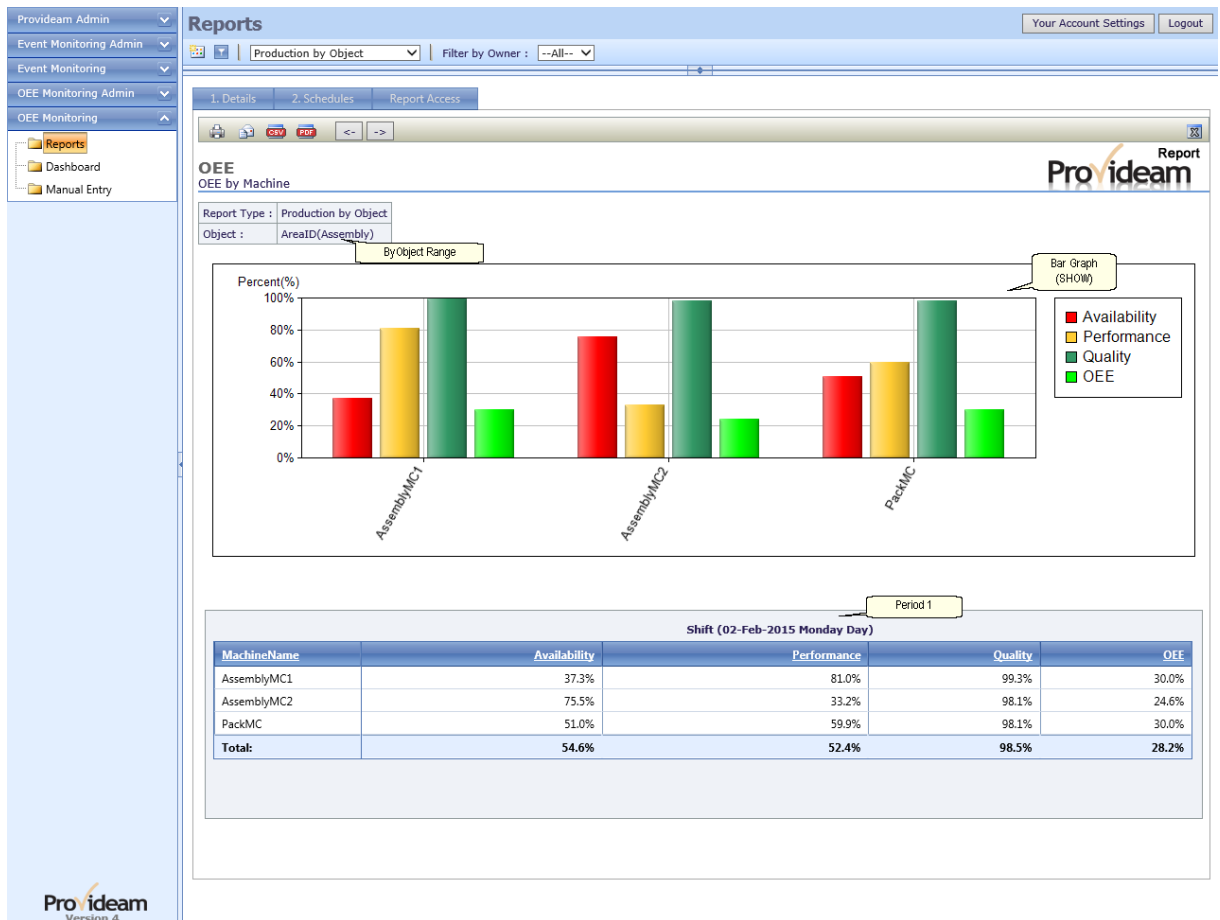 Provideam Admin
Event Monitoring Admin
Event Monitoring
OEE Monitoring Admin
OEE Monitoring
Reports
Dashboard
Manual Entry
Provideam
Version 4
Reports
Your Account Settings
Logout
Production by Object
Filter by Owner :
--All--
1. Details
2. Schedules
Report Access
CSV
PDF
<-
->
OEE
OEE by Machine
Report
Provideam
Report Type : Production by Object
Object : AreaID(Assembly)
By Object Range
Bar Graph
(SHOW)
Percent(%)
100%
80%
60%
40%
20%
0%
AssemblyMC1
AssemblyMC2
PackMC
Availability
Performance
Quality
OEE
Period 1
Shift (02-Feb-2015 Monday Day)
MachineName Availability Performance Quality OEE
AssemblyMC1 37.3% 81.0% 99.3% 30.0%
AssemblyMC2 75.5% 33.2% 98.1% 24.6%
PackMC 51.0% 59.9% 98.1% 30.0%
Total: 54.6% 52.4% 98.5% 28.2%